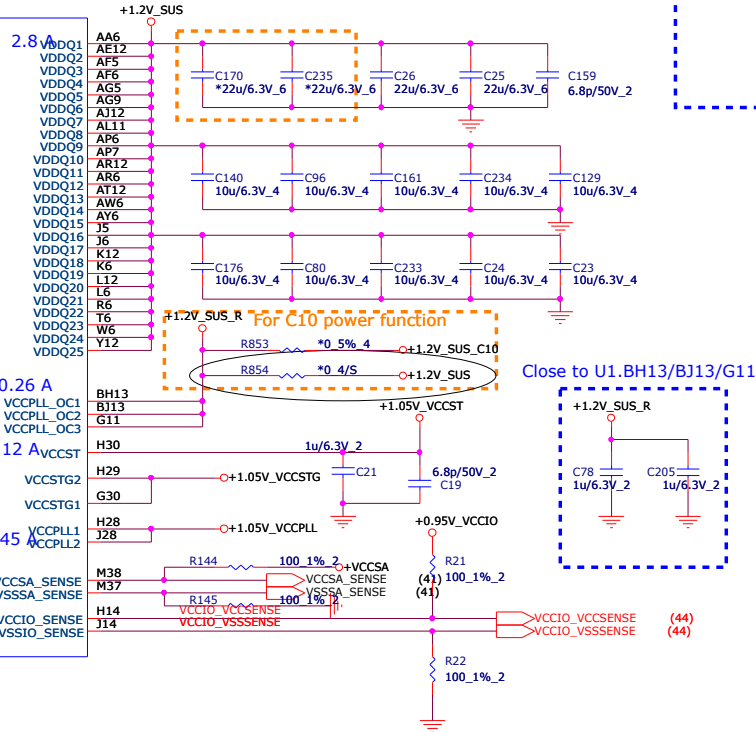 +1.2V_SUS
2.8 A
VDDQ1 AA6
VDDQ2 AE12
VDDQ3 AF5
VDDQ4 AF6
VDDQ5 AG5
VDDQ6 AG9
VDDQ7 AJ12
VDDQ8 AL11
VDDQ9 AP6
VDDQ10 AP7
VDDQ11 AR12
VDDQ12 AR6
VDDQ13 AT12
VDDQ14 AW6
VDDQ15 AY6
VDDQ16 J5
VDDQ17 J6
VDDQ18 K12
VDDQ19 K6
VDDQ20 L12
VDDQ21 L6
VDDQ22 R6
VDDQ23 T6
VDDQ24 W6
VDDQ25 Y12
C170 C235 C26 C25 C159
*22u/6.3V_6 *22u/6.3V_6 22u/6.3V_6 22u/6.3V_6 6.8p/50V_2
C140 C96 C161 C234 C129
10u/6.3V_4 10u/6.3V_4 10u/6.3V_4 10u/6.3V_4 10u/6.3V_4
C176 C80 C233 C24 C23
10u/6.3V_4 10u/6.3V_4 10u/6.3V_4 10u/6.3V_4 10u/6.3V_4
+1.2V_SUS_R For C10 power function
R853 *0_5%_4 +1.2V_SUS_C10
R854 *0_4/S +1.2V_SUS
Close to U1.BH13/BJ13/G11
0.26 A
VCCPLL_OC1 BH13
VCCPLL_OC2 BJ13
VCCPLL_OC3 G11
+1.05V_VCCST
+1.2V_SUS_R
12 A
VCCST H30
1u/6.3V_2
C21
6.8p/50V_2
C19
C78 C205
1u/6.3V_2 1u/6.3V_2
VCCSTG2 H29 +1.05V_VCCSTG
VCCSTG1 G30
45 A
VCCPLL1 H28 +1.05V_VCCPLL
VCCPLL2 J28
+0.95V_VCCIO
R144 100_1%_2 +VCCSA
R21
100_1%_2
VCCSA_SENSE M38 VCCSA_SENSE (41)
VSSSA_SENSE M37 VSSSA_SENSE (41)
R145 100_1%_2
VCCIO_SENSE H14 VCCIO_VCCSENSE VCCIO_VCCSENSE (44)
VSSIO_SENSE J14 VCCIO_VSSSENSE VCCIO_VSSSENSE (44)
R22
100_1%_2